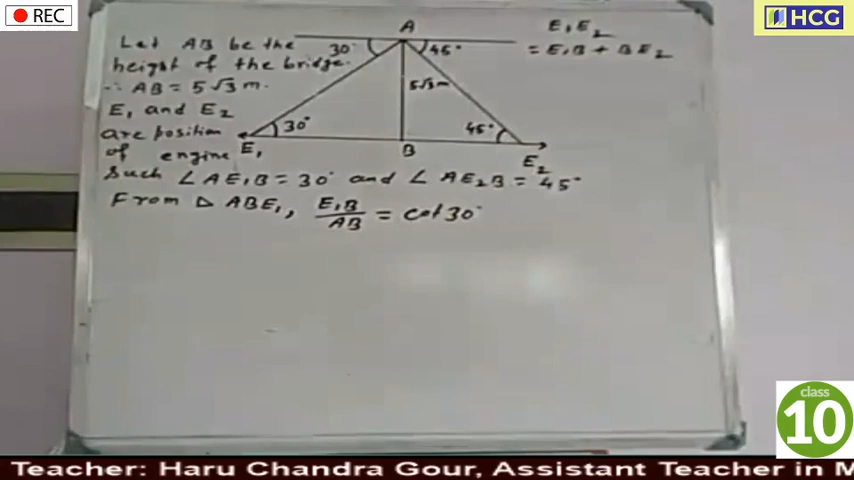 REC
HCG
A
E₁E₂
= E₁B + BE₂
Let AB be the
height of the bridge.
∴ AB = 5√3 m.
E₁ and E₂
are position
of engine
30°
45°
5√3m
30°
45°
E₁
B
E₂
Such ∠AE₁B = 30° and ∠AE₂B = 45°
From △ ABE₁, E₁B/AB = cot 30°
class
10
Teacher: Haru Chandra Gour, Assistant Teacher in M